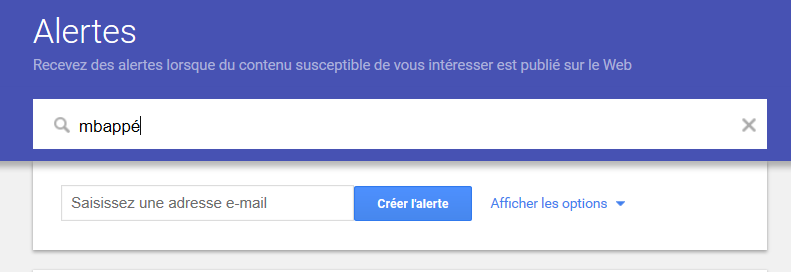 Alertes
Recevez des alertes lorsque du contenu susceptible de vous intéresser est publié sur le Web
mbappé
Saisissez une adresse e-mail
Créer l'alerte
Afficher les options